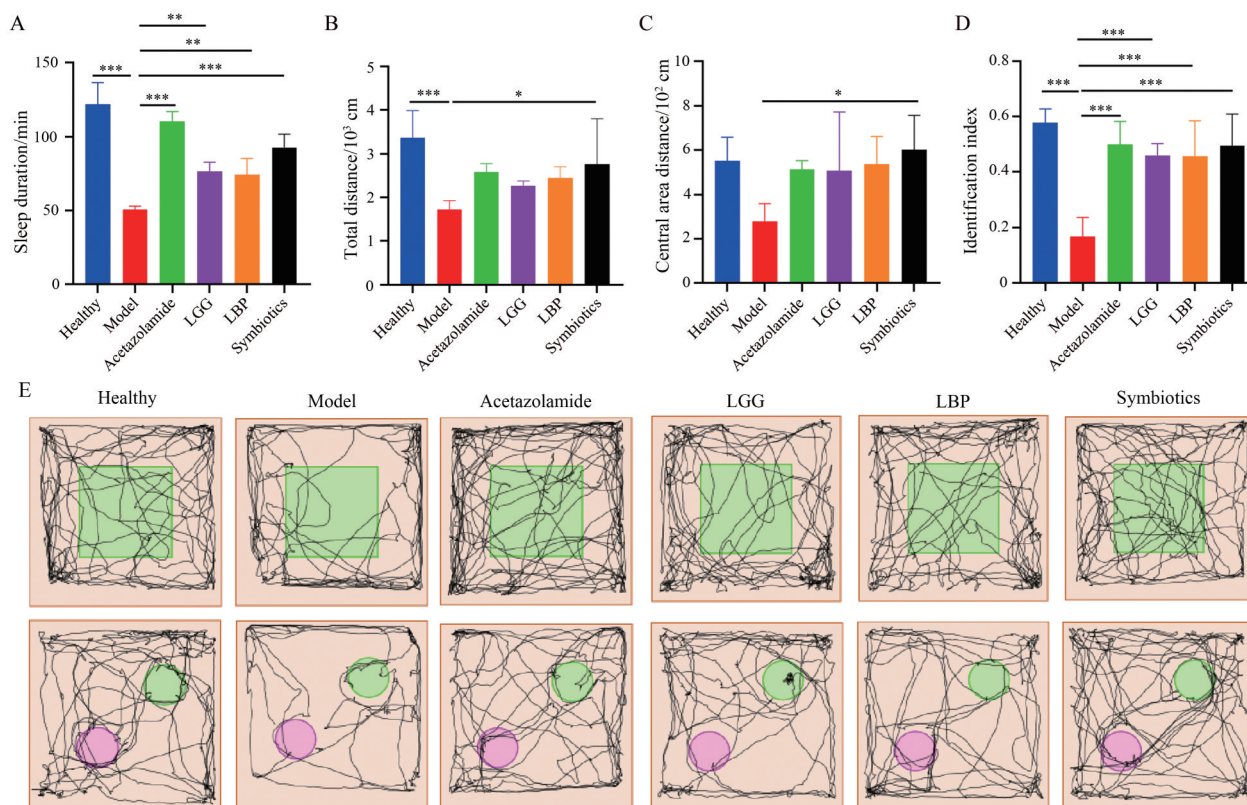 A
Sleep duration/min
150
100
50
0
***
***
**
**
***
Healthy
Model
Acetazolamide
LGG
LBP
Symbiotics
B
Total distance/10³ cm
5
4
3
2
1
0
***
*
Healthy
Model
Acetazolamide
LGG
LBP
Symbiotics
C
Central area distance/10² cm
10
8
6
4
2
0
*
Healthy
Model
Acetazolamide
LGG
LBP
Symbiotics
D
Identification index
0.8
0.6
0.4
0.2
0
***
***
***
***
***
Healthy
Model
Acetazolamide
LGG
LBP
Symbiotics
E
Healthy
Model
Acetazolamide
LGG
LBP
Symbiotics